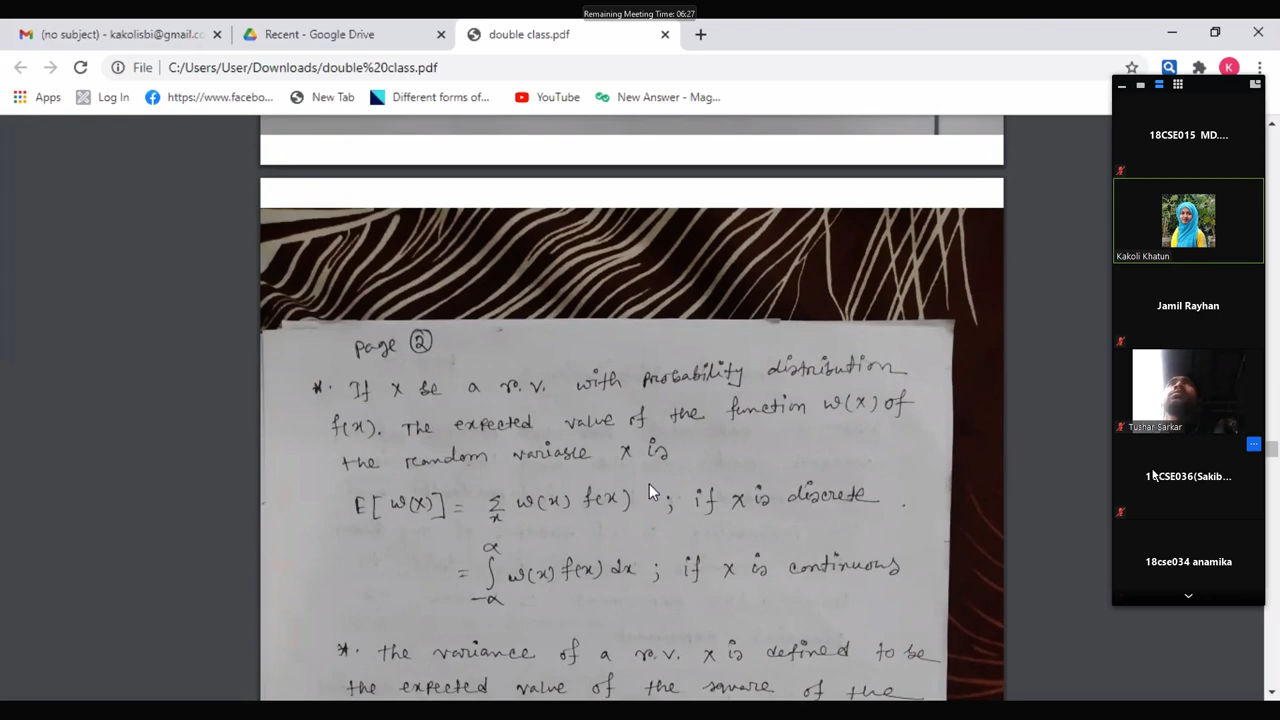 Remaining Meeting Time: 06:27
(no subject) - kakolisbi@gmail.co
Recent - Google Drive
double class.pdf
File
C:/Users/User/Downloads/double%20class.pdf
K
Apps
Log In
https://www.facebo...
New Tab
Different forms of...
YouTube
New Answer - Mag...
18CSE015 MD....
Kakoli Khatun
Jamil Rayhan
Tushar Sarkar
18CSE036(Sakib...
18cse034 anamika
page ②
*. If x be a r.v. with probability distribution
f(x). The expected value of the function w(x) of
the random variable x is
E[w(X)] = Σx w(x) f(x) ; if x is discrete.
= ∫-α^α w(x) f(x) dx ; if x is continuous
*. the variance of a r.v. x is defined to be
the expected value of the square of the